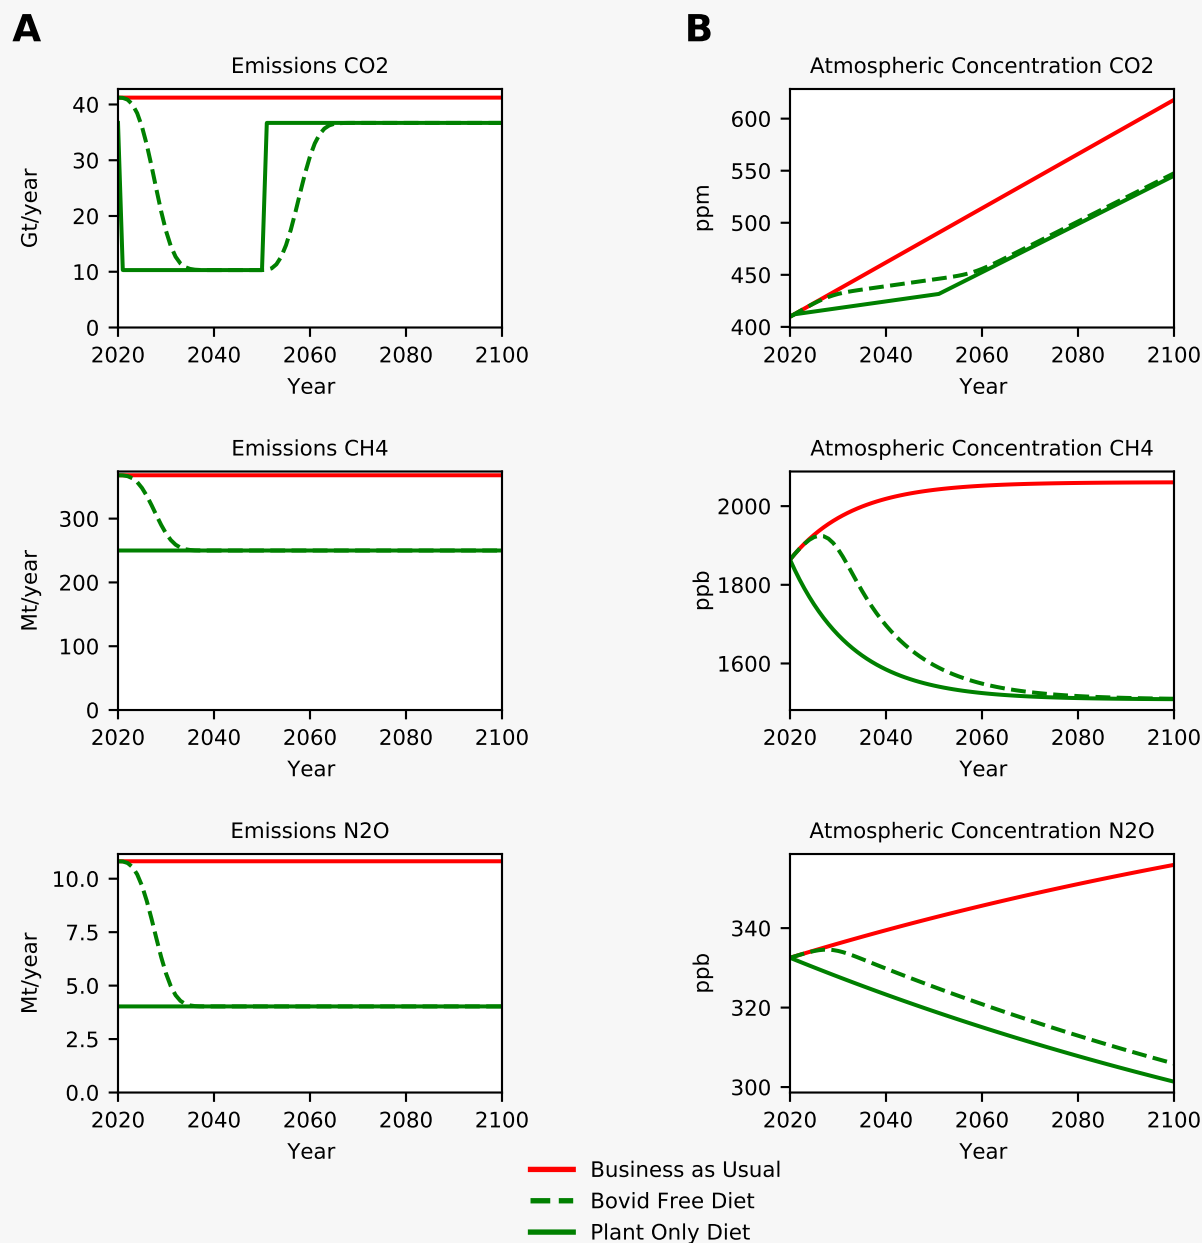 A
B
Emissions CO2
Gt/year
40
30
20
10
0
2020 2040 2060 2080 2100
Year
Atmospheric Concentration CO2
ppm
600
550
500
450
400
2020 2040 2060 2080 2100
Year
Emissions CH4
Mt/year
300
200
100
0
2020 2040 2060 2080 2100
Year
Atmospheric Concentration CH4
ppb
2000
1800
1600
2020 2040 2060 2080 2100
Year
Emissions N2O
Mt/year
10.0
7.5
5.0
2.5
0.0
2020 2040 2060 2080 2100
Year
Atmospheric Concentration N2O
ppb
340
320
300
2020 2040 2060 2080 2100
Year
Business as Usual
Bovid Free Diet
Plant Only Diet